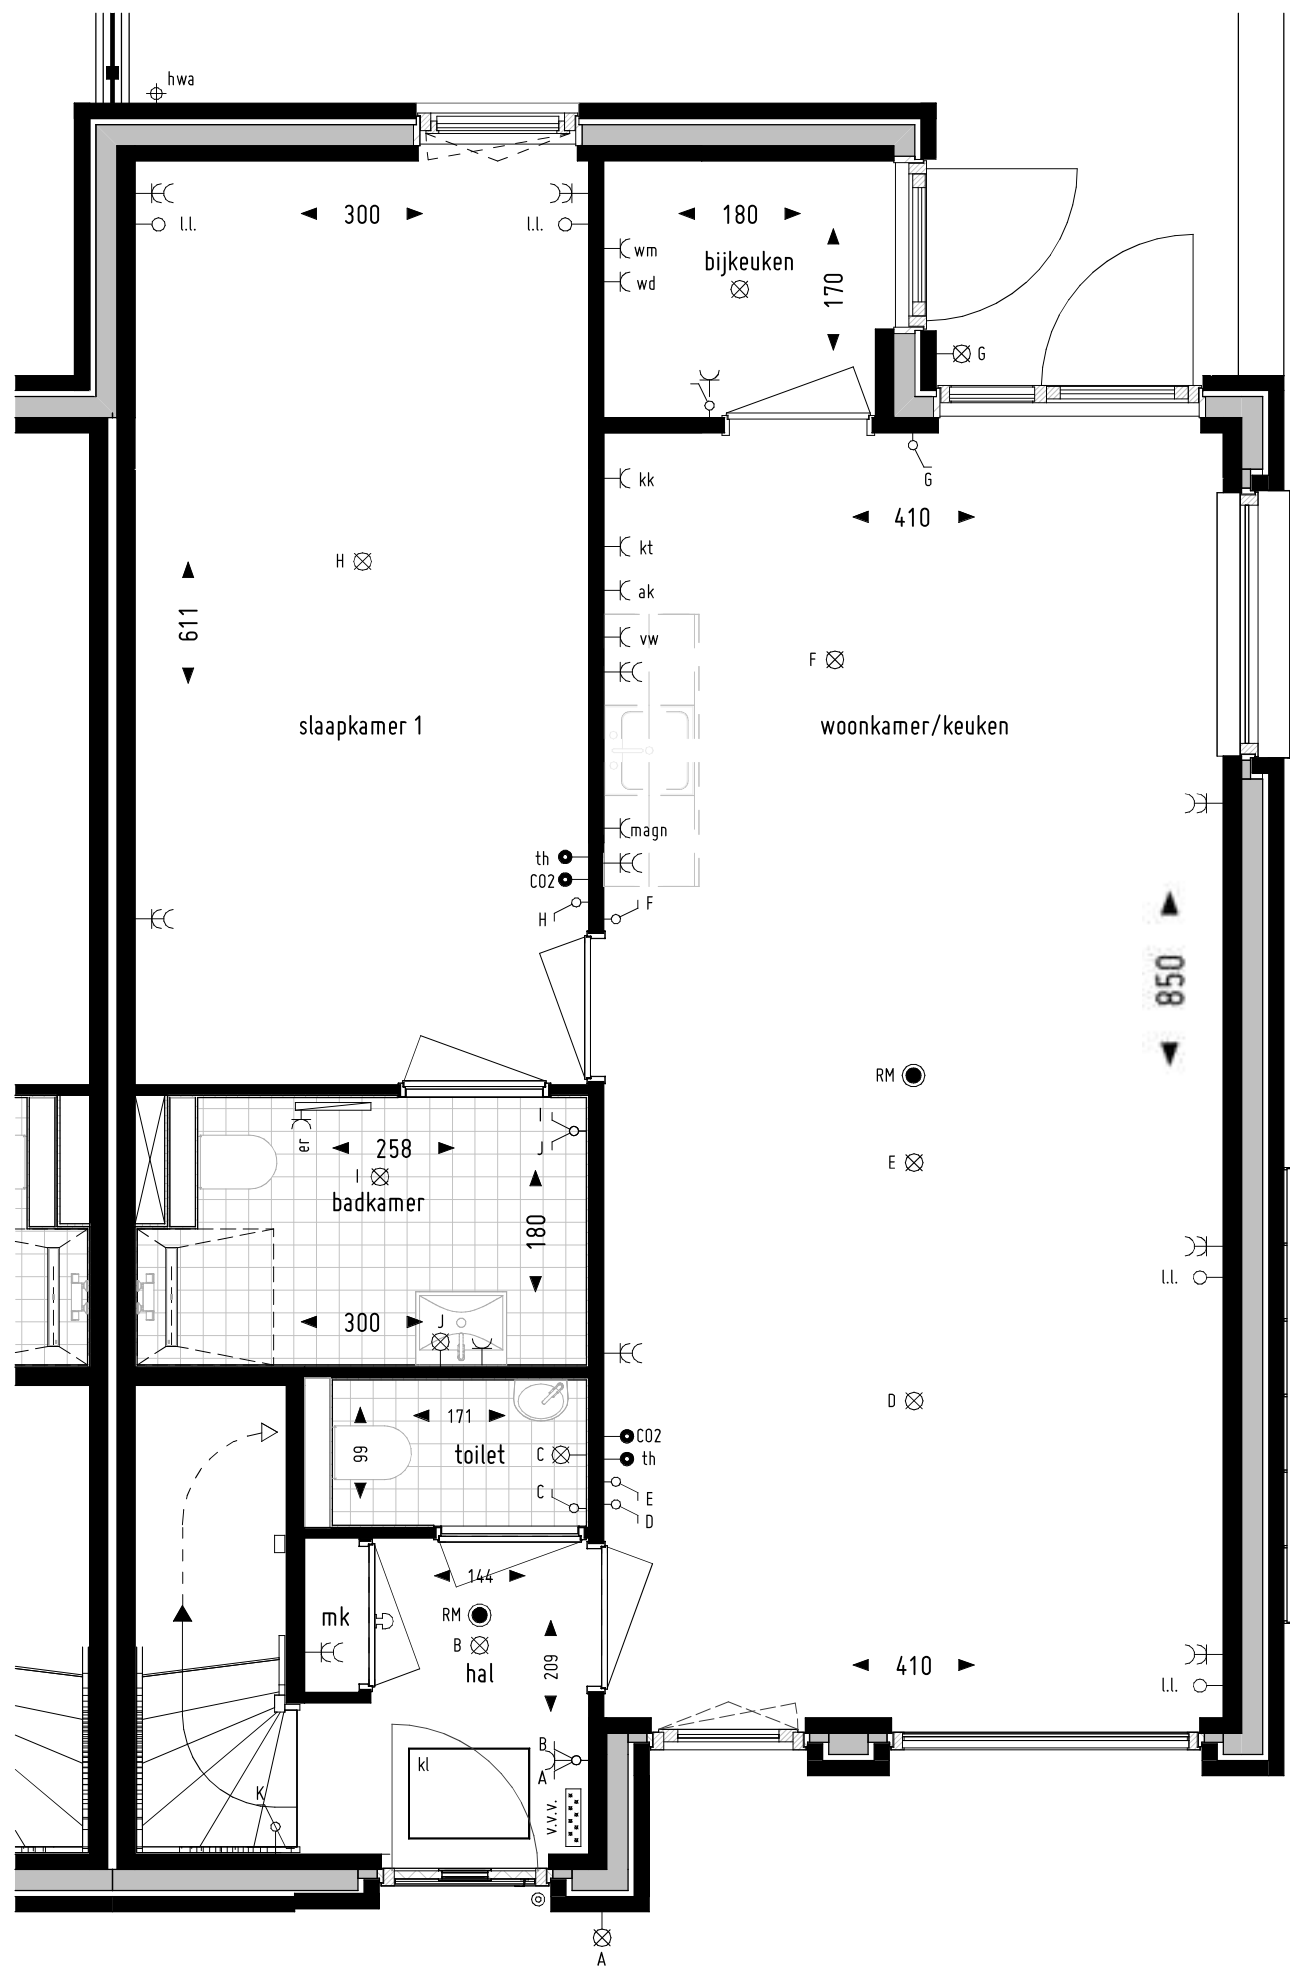 hwa
300
l.l.
l.l.
180
bijkeuken
170
wm
wd
G
G
kk
410
kt
H
ak
611
vw
F
slaapkamer 1
woonkamer/keuken
magn
th
CO2
H
F
850
RM
I
J
er
258
I
badkamer
E
180
l.l.
300
J
D
171
99
toilet
C
C
CO2
th
E
D
144
mk
RM
B
hal
209
410
l.l.
B
A
kl
K
v.v.v.
A